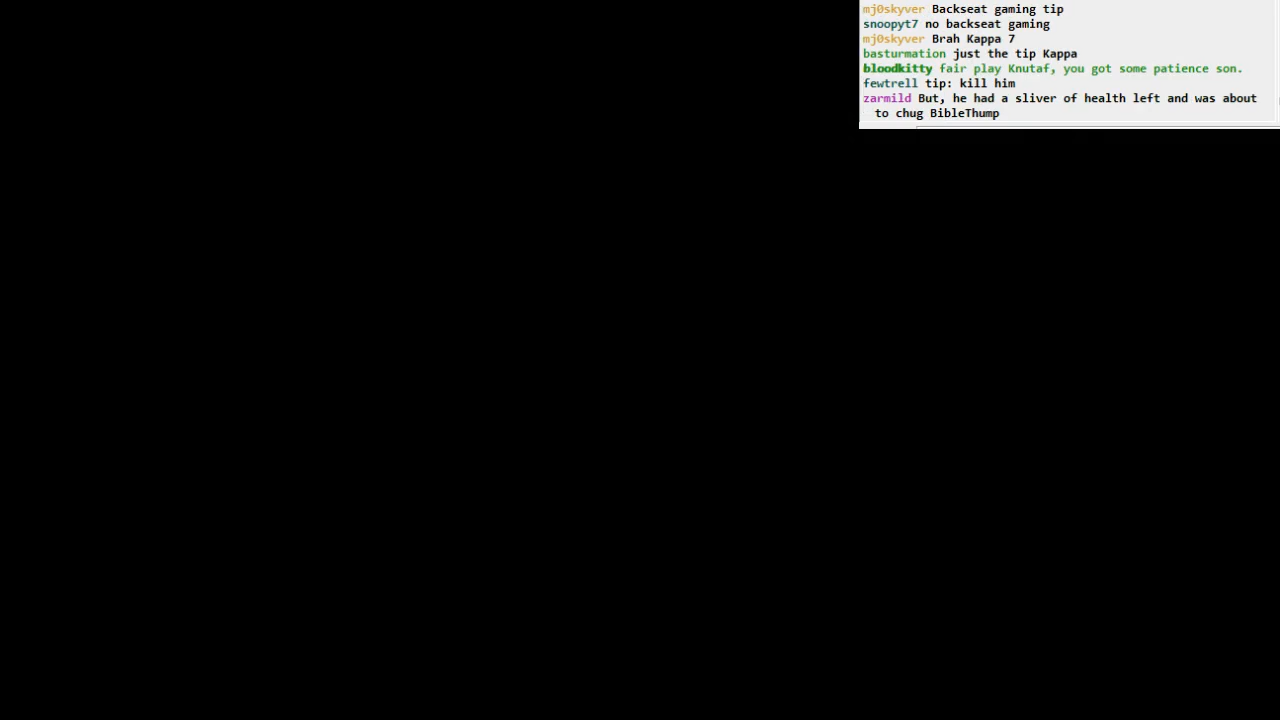 mj0skyver Backseat gaming tip
snoopyt7 no backseat gaming
mj0skyver Brah Kappa 7
basturmation just the tip Kappa
bloodkitty fair play Knutaf, you got some patience son.
fewtrell tip: kill him
zarmild But, he had a sliver of health left and was about
to chug BibleThump